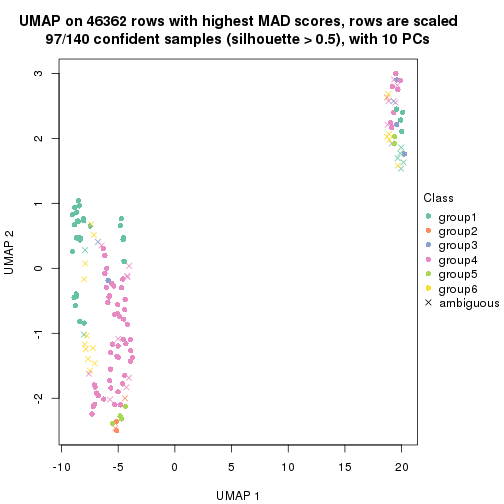 UMAP on 46362 rows with highest MAD scores, rows are scaled
97/140 confident samples (silhouette > 0.5), with 10 PCs
3
2
1
0
-1
-2
UMAP 2
-10
-5
0
5
10
15
20
UMAP 1
Class
group1
group2
group3
group4
group5
group6
ambiguous